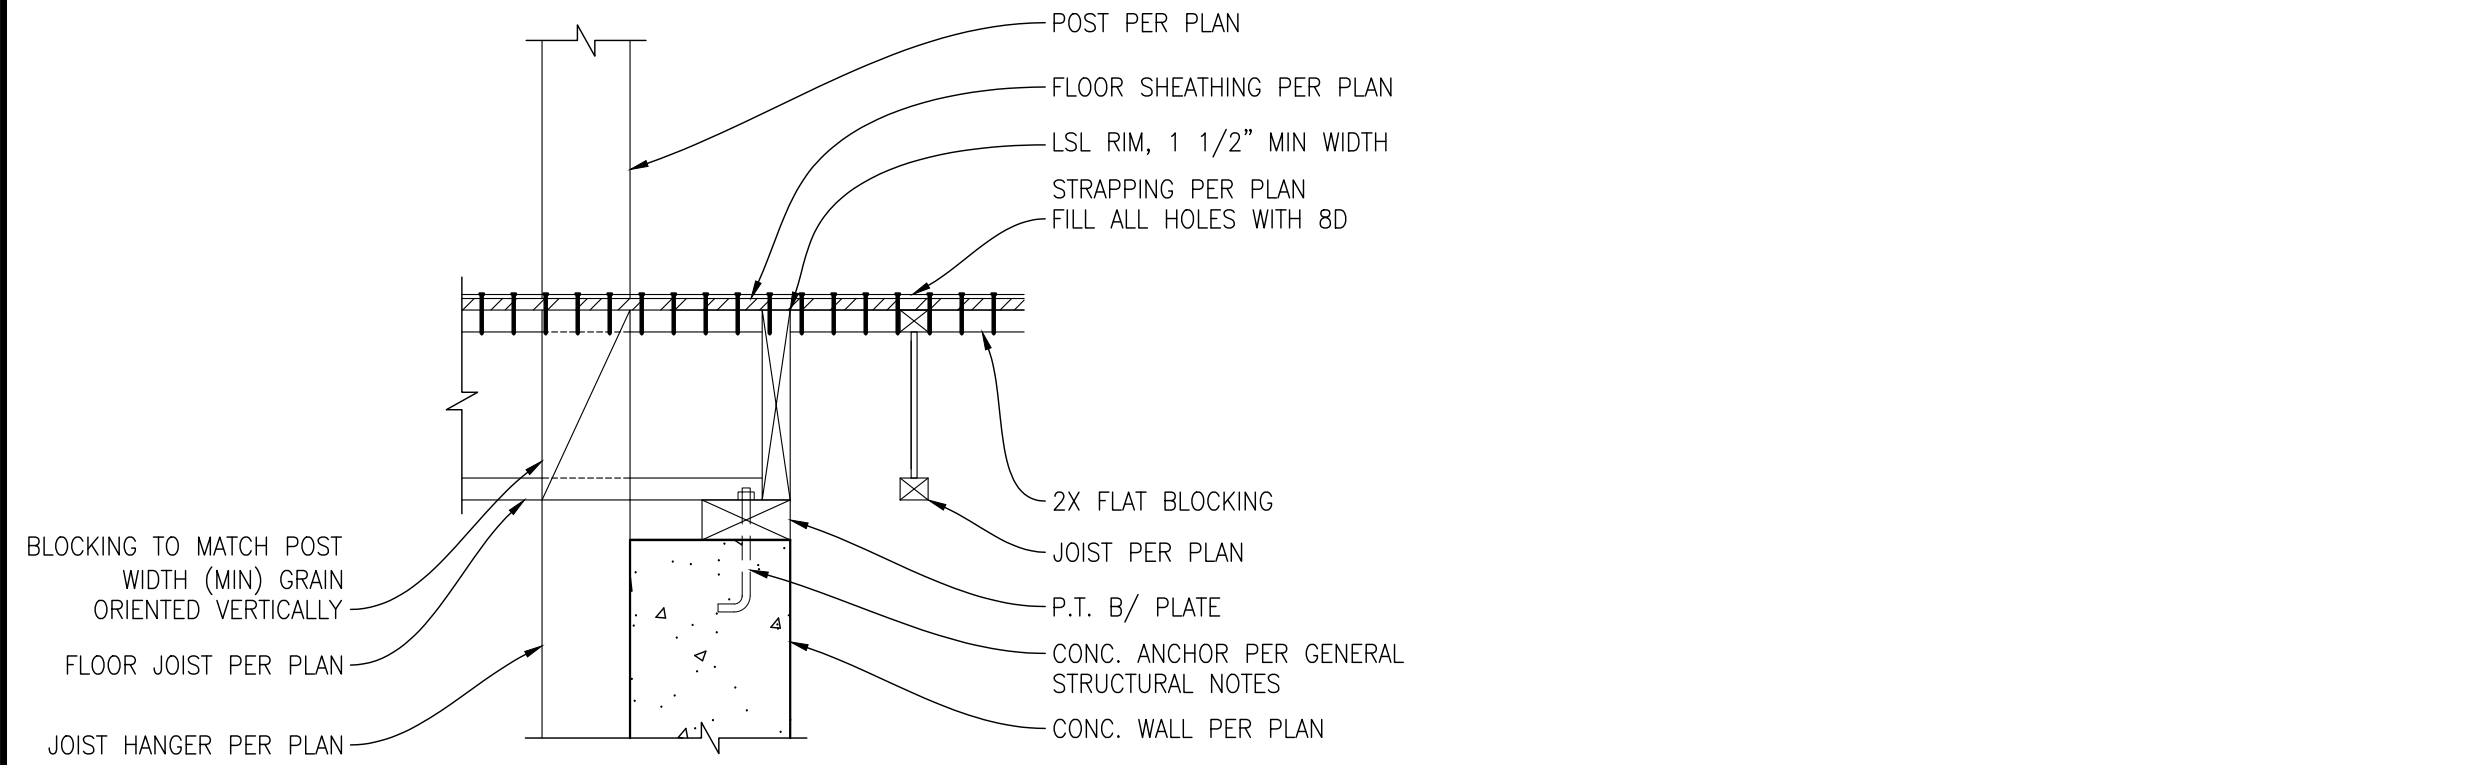 POST PER PLAN
FLOOR SHEATHING PER PLAN
LSL RIM, 1 1/2" MIN WIDTH
STRAPPING PER PLAN
FILL ALL HOLES WITH 8D
2X FLAT BLOCKING
JOIST PER PLAN
P.T. B/ PLATE
CONC. ANCHOR PER GENERAL
STRUCTURAL NOTES
CONC. WALL PER PLAN
BLOCKING TO MATCH POST
WIDTH (MIN) GRAIN
ORIENTED VERTICALLY
FLOOR JOIST PER PLAN
JOIST HANGER PER PLAN